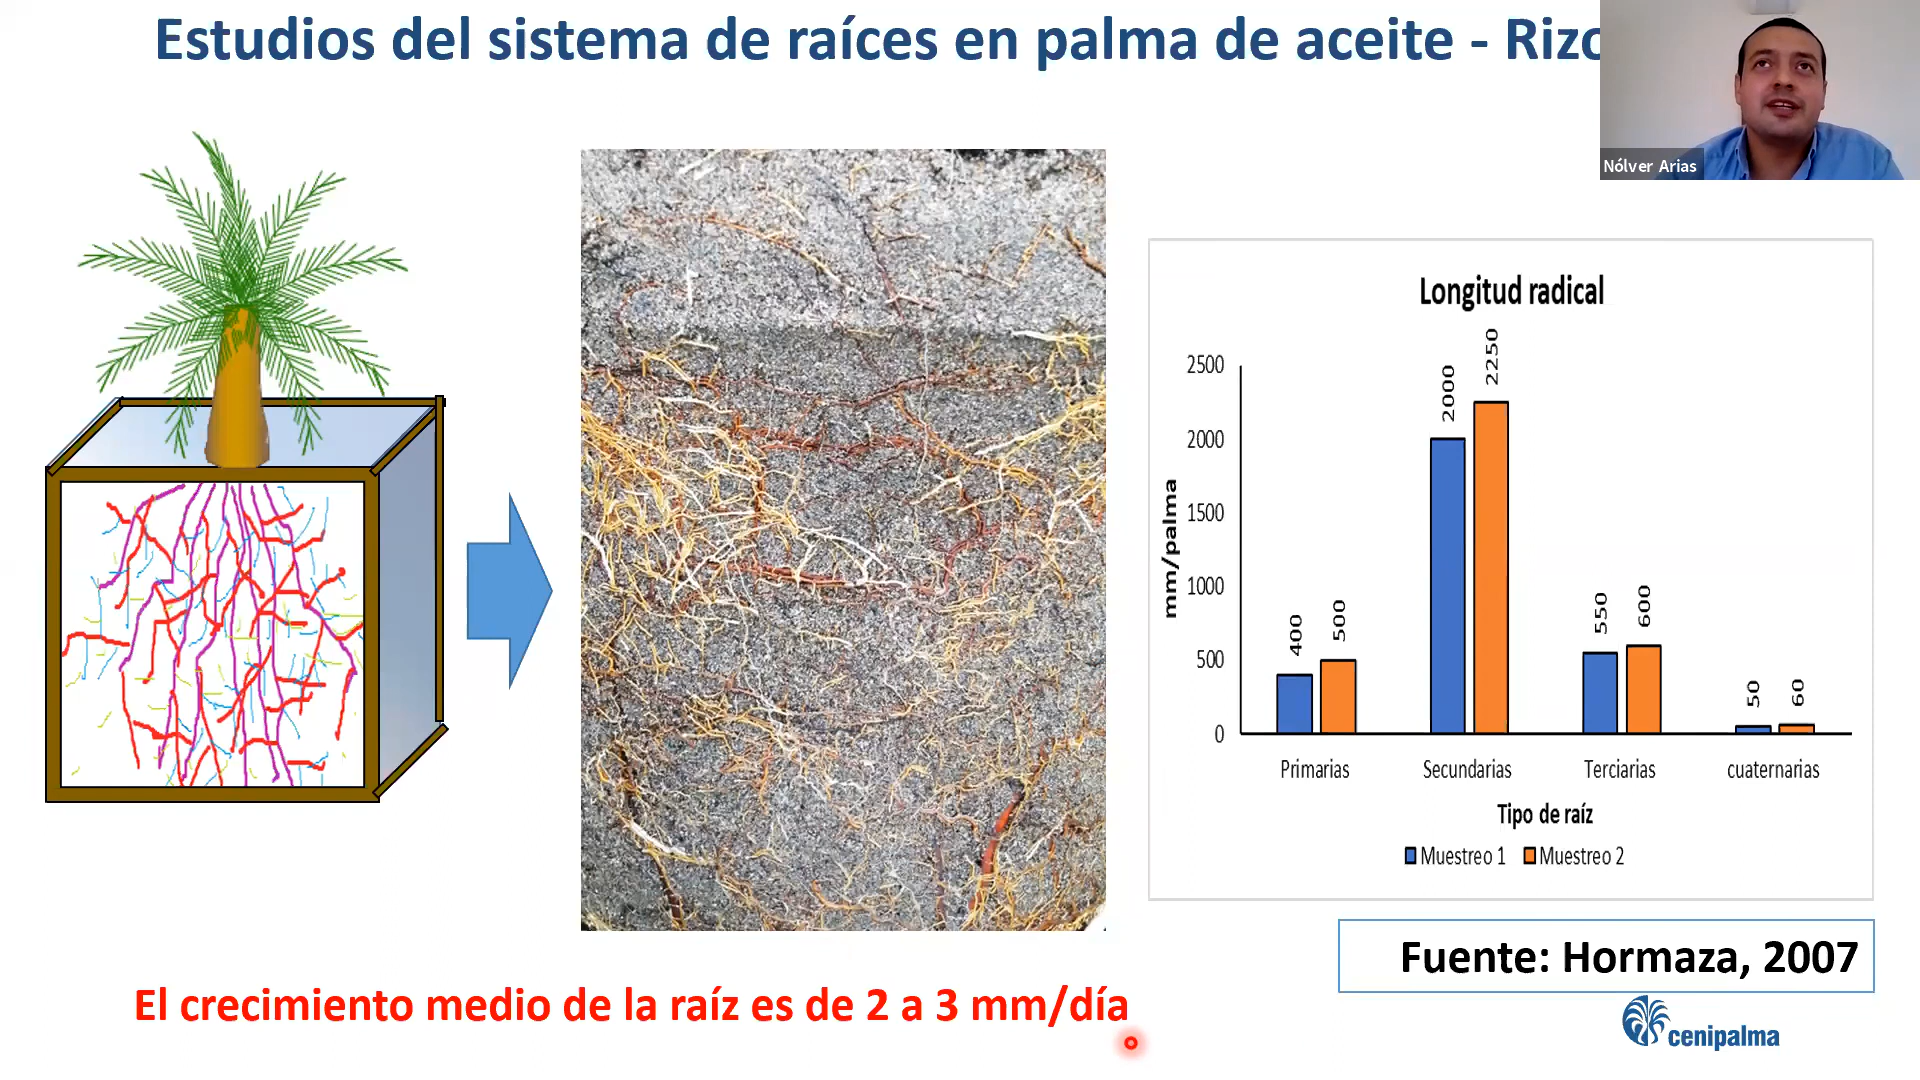 Estudios del sistema de raíces en palma de aceite - Rizo
Nólver Arias
Longitud radical
mm/palma
2500
2000
1500
1000
500
0
400
500
2000
2250
550
600
50
60
Primarias
Secundarias
Terciarias
cuaternarias
Tipo de raíz
Muestreo 1
Muestreo 2
Fuente: Hormaza, 2007
El crecimiento medio de la raíz es de 2 a 3 mm/día
cenipalma